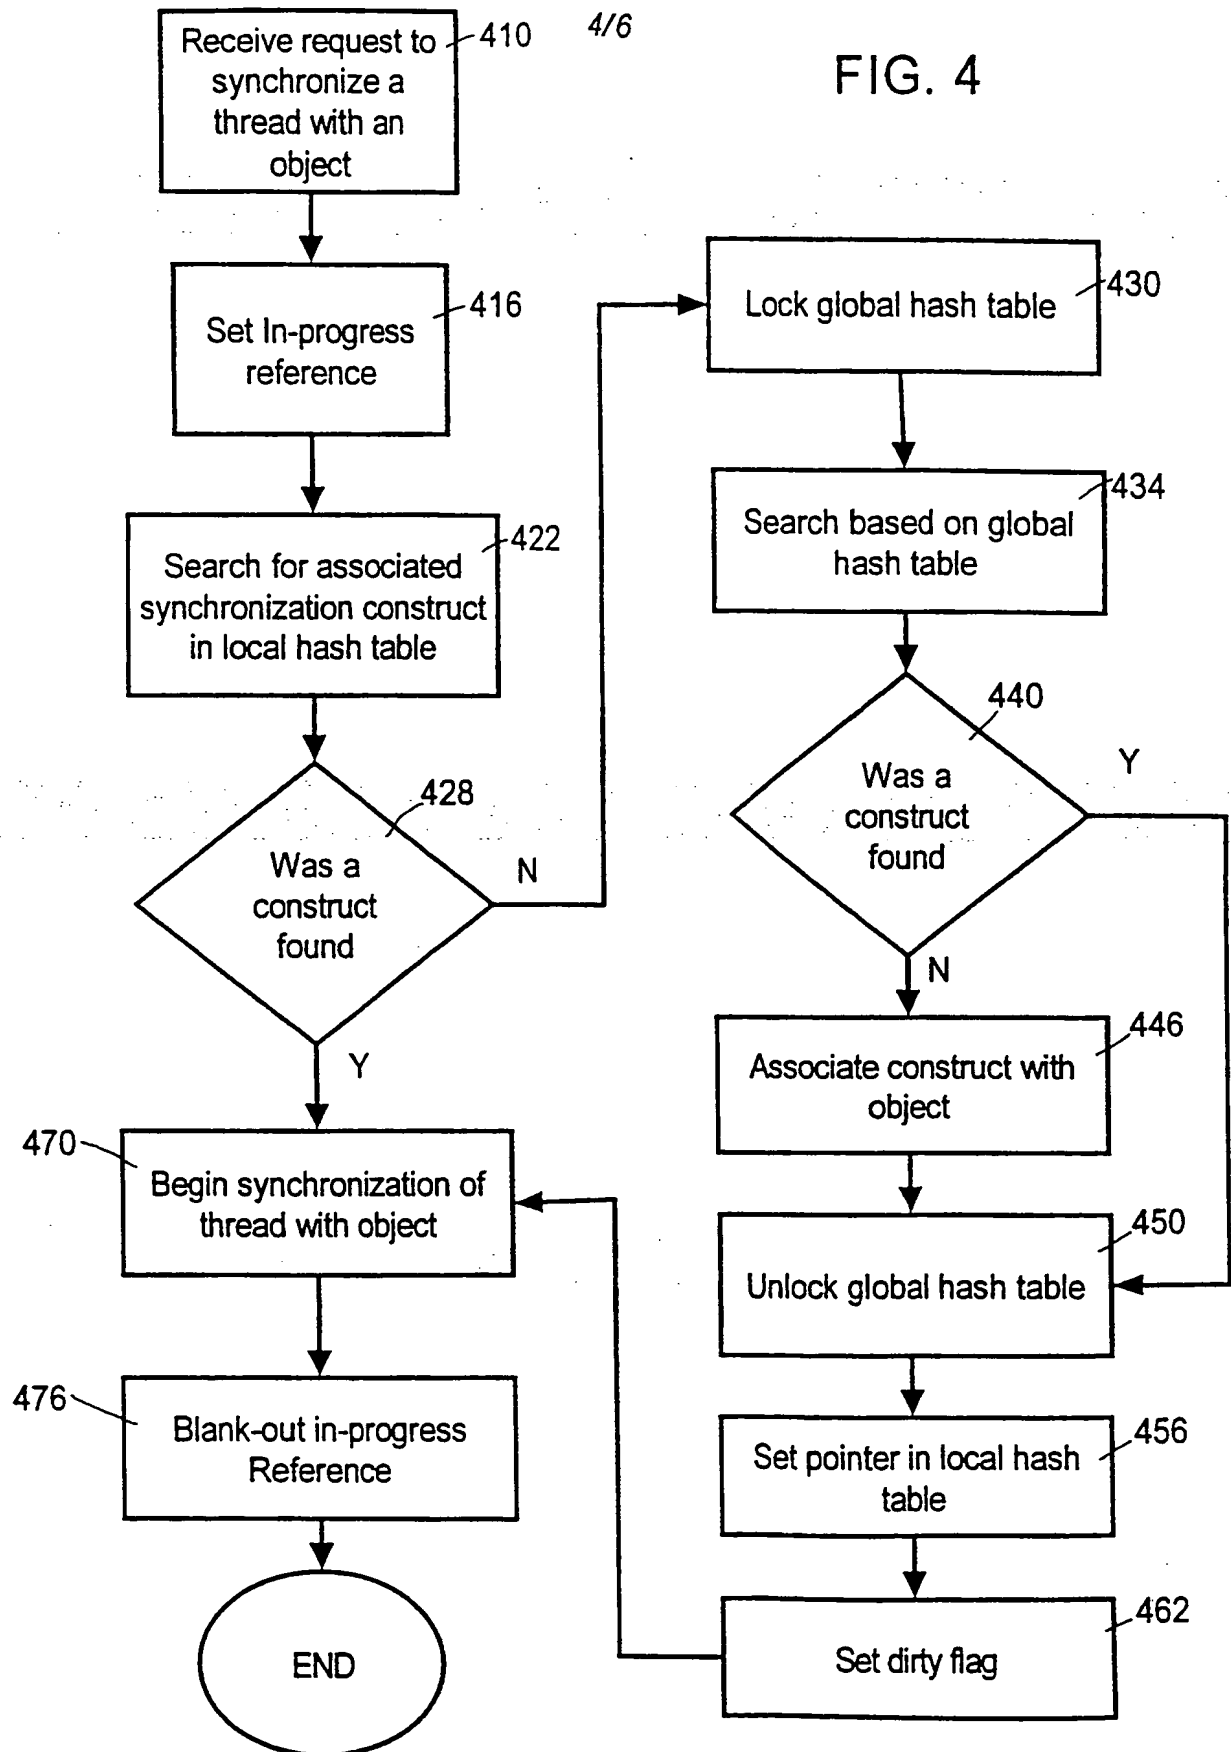 4/6
FIG. 4
Receive request to
synchronize a
thread with an
object
410
Set In-progress
reference
416
Search for associated
synchronization construct
in local hash table
422
Was a
construct
found
428
N
Y
Lock global hash table
430
Search based on global
hash table
434
Was a
construct
found
440
Y
N
Associate construct with
object
446
Unlock global hash table
450
Set pointer in local hash
table
456
Set dirty flag
462
470
Begin synchronization of
thread with object
476
Blank-out in-progress
Reference
END